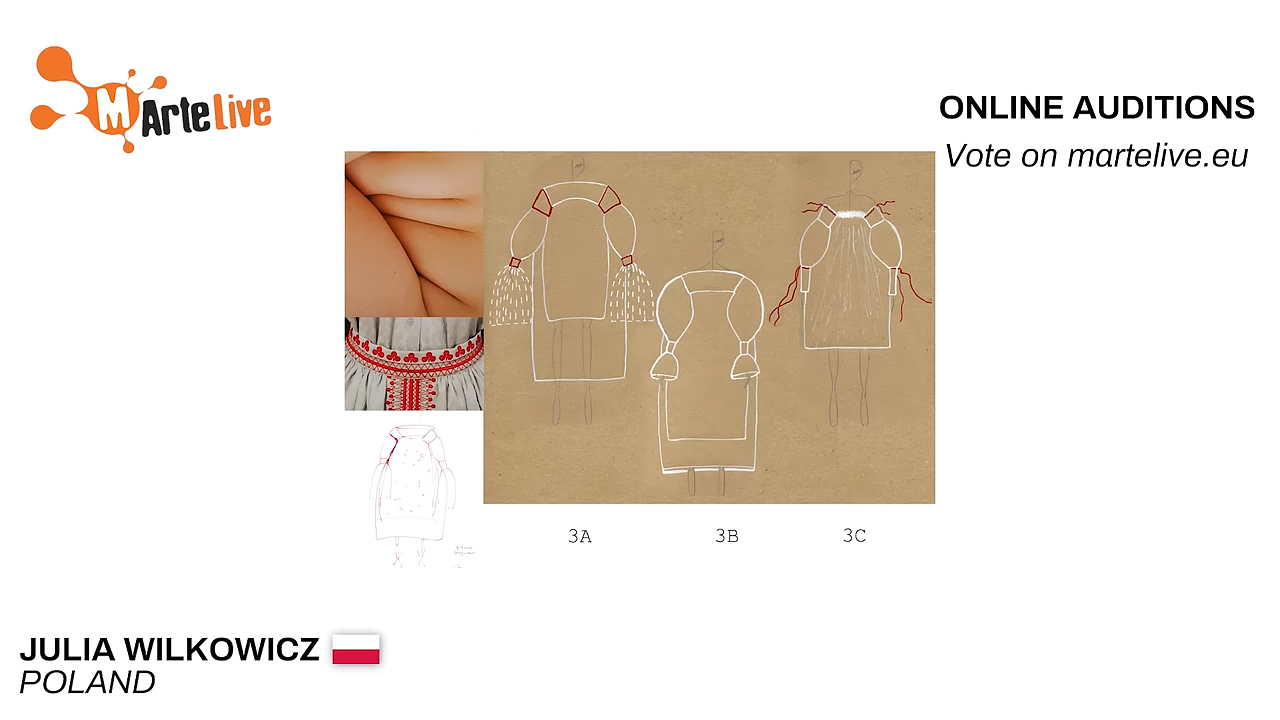 MArtelive
ONLINE AUDITIONS
Vote on martelive.eu
3A
3B
3C
JULIA WILKOWICZ
POLAND